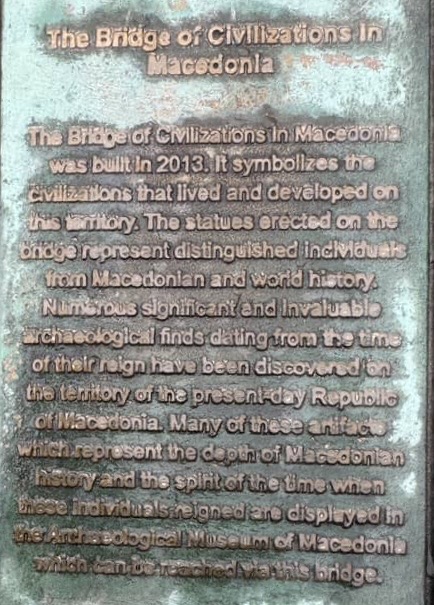 The Bridge of Civilizations in
Macedonia
The Bridge of Civilizations in Macedonia
was built in 2013. It symbolizes the
civilizations that lived and developed on
this territory. The statues erected on the
bridge represent distinguished individuals
from Macedonian and world history.
Numerous significant and invaluable
archaeological finds dating from the time
of their reign have been discovered on
the territory of the present-day Republic
of Macedonia. Many of these artifacts
which represent the depth of Macedonian
history and the spirit of the time when
these individuals reigned are displayed in
the Archaeological Museum of Macedonia
which can be reached via this bridge.